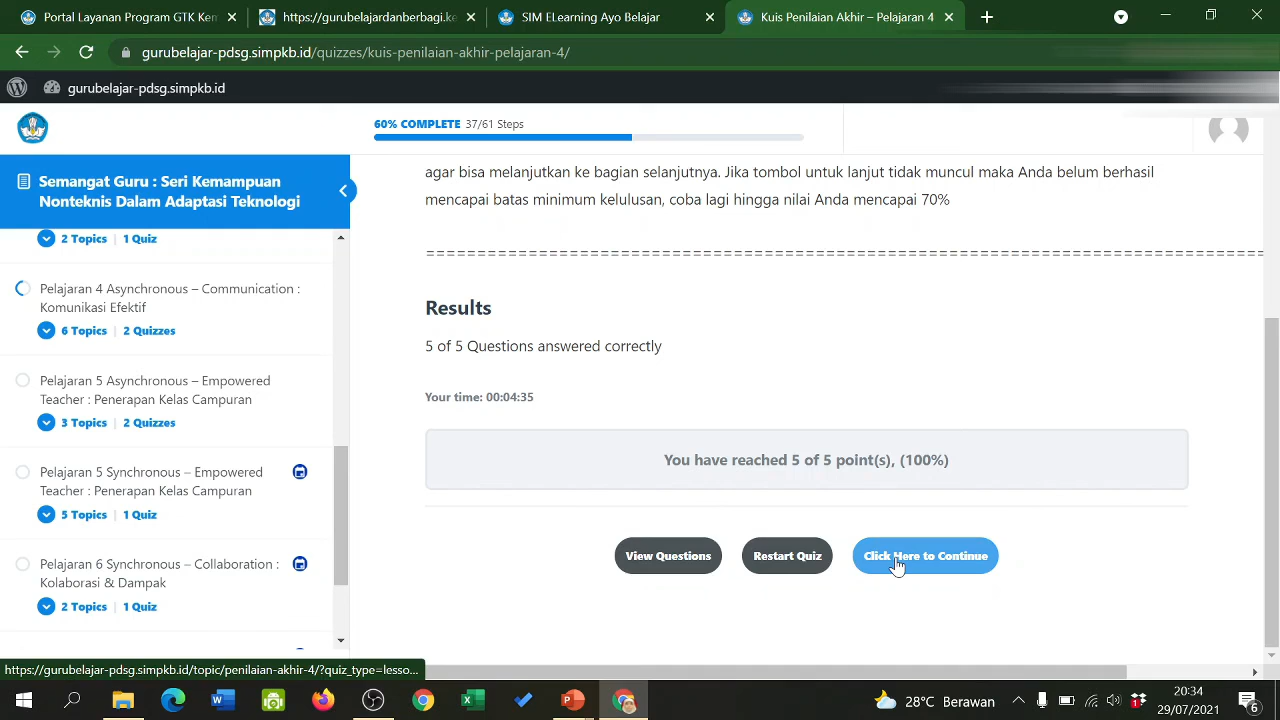 Portal Layanan Program GTK Kem
https://gurubelajardanberbagi.ke
SIM ELearning Ayo Belajar
Kuis Penilaian Akhir – Pelajaran 4
gurubelajar-pdsg.simpkb.id/quizzes/kuis-penilaian-akhir-pelajaran-4/
gurubelajar-pdsg.simpkb.id
60% COMPLETE 37/61 Steps
Semangat Guru : Seri Kemampuan
Nonteknis Dalam Adaptasi Teknologi
2 Topics | 1 Quiz
Pelajaran 4 Asynchronous – Communication :
Komunikasi Efektif
6 Topics | 2 Quizzes
Pelajaran 5 Asynchronous – Empowered
Teacher : Penerapan Kelas Campuran
3 Topics | 2 Quizzes
Pelajaran 5 Synchronous – Empowered
Teacher : Penerapan Kelas Campuran
5 Topics | 1 Quiz
Pelajaran 6 Synchronous – Collaboration :
Kolaborasi & Dampak
2 Topics | 1 Quiz
agar bisa melanjutkan ke bagian selanjutnya. Jika tombol untuk lanjut tidak muncul maka Anda belum berhasil
mencapai batas minimum kelulusan, coba lagi hingga nilai Anda mencapai 70%
==========================================================================
Results
5 of 5 Questions answered correctly
Your time: 00:04:35
You have reached 5 of 5 point(s), (100%)
View Questions
Restart Quiz
Click Here to Continue
https://gurubelajar-pdsg.simpkb.id/topic/penilaian-akhir-4/?quiz_type=lesso...
28°C Berawan
20:34
29/07/2021
6